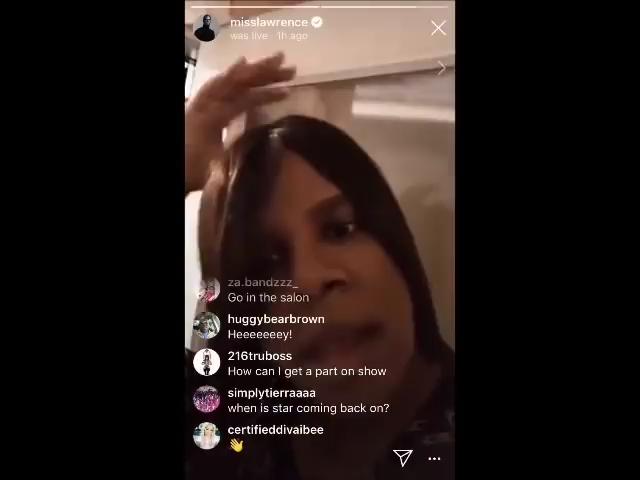 misslawrence
was live · 1h ago
za.bandzzz_
Go in the salon
huggybearbrown
Heeeeeeey!
216truboss
How can I get a part on show
simplytierraaaa
when is star coming back on?
certifieddivaibee
👋